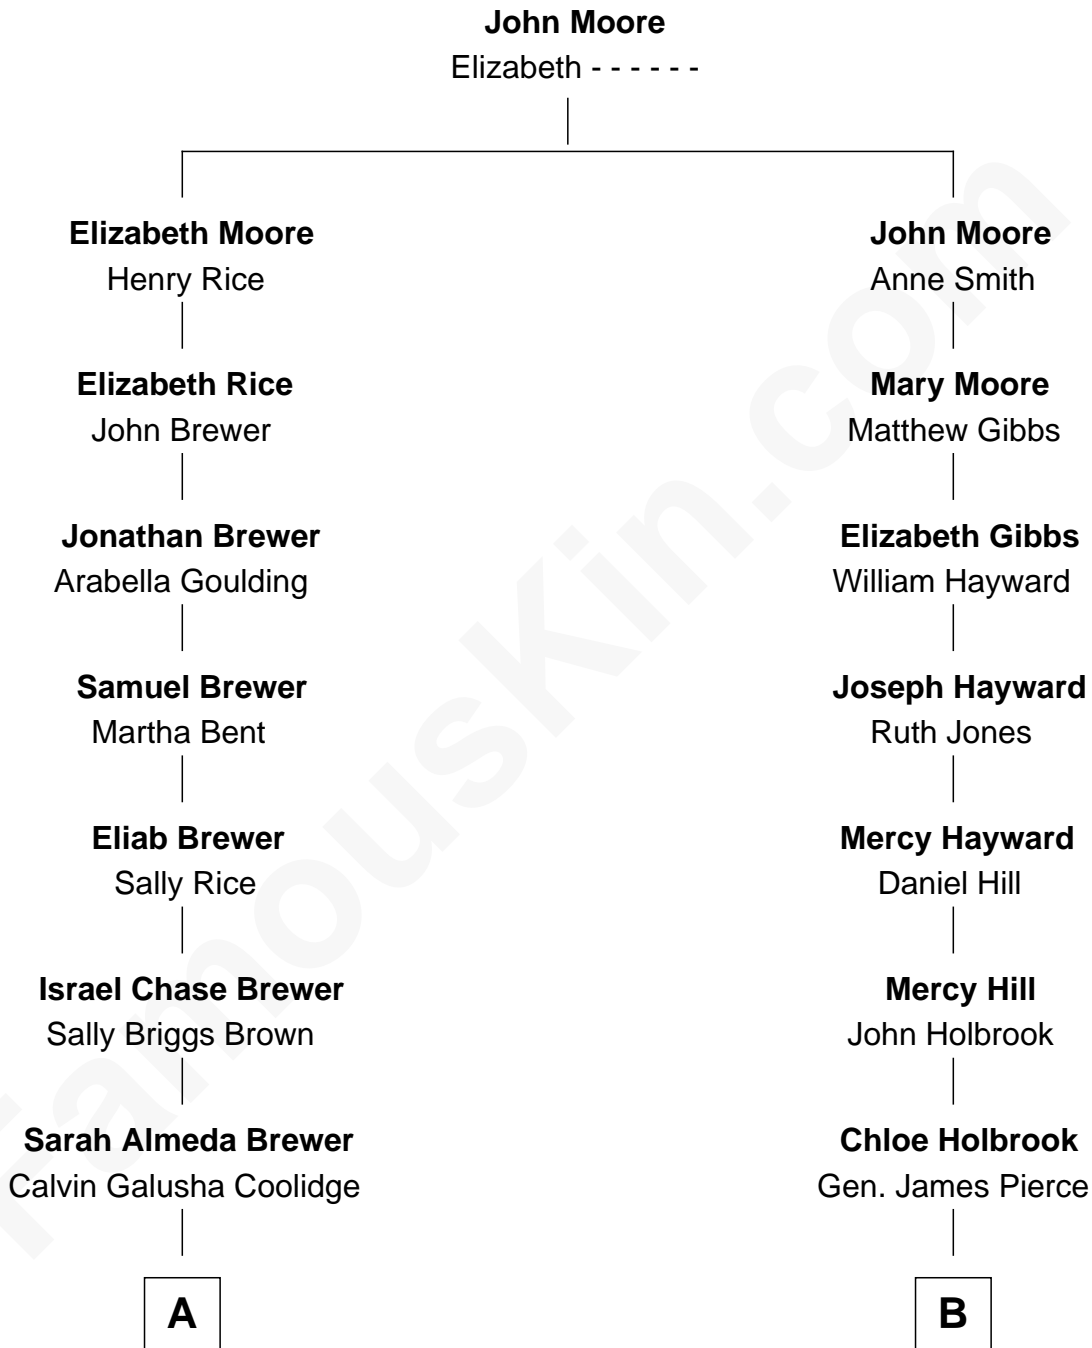 John Moore
Elizabeth - - - - - -
Elizabeth Moore
Henry Rice
John Moore
Anne Smith
Elizabeth Rice
John Brewer
Mary Moore
Matthew Gibbs
Jonathan Brewer
Arabella Goulding
Elizabeth Gibbs
William Hayward
Samuel Brewer
Martha Bent
Joseph Hayward
Ruth Jones
Eliab Brewer
Sally Rice
Mercy Hayward
Daniel Hill
Israel Chase Brewer
Sally Briggs Brown
Mercy Hill
John Holbrook
Sarah Almeda Brewer
Calvin Galusha Coolidge
Chloe Holbrook
Gen. James Pierce
A
B
FamousKin.com